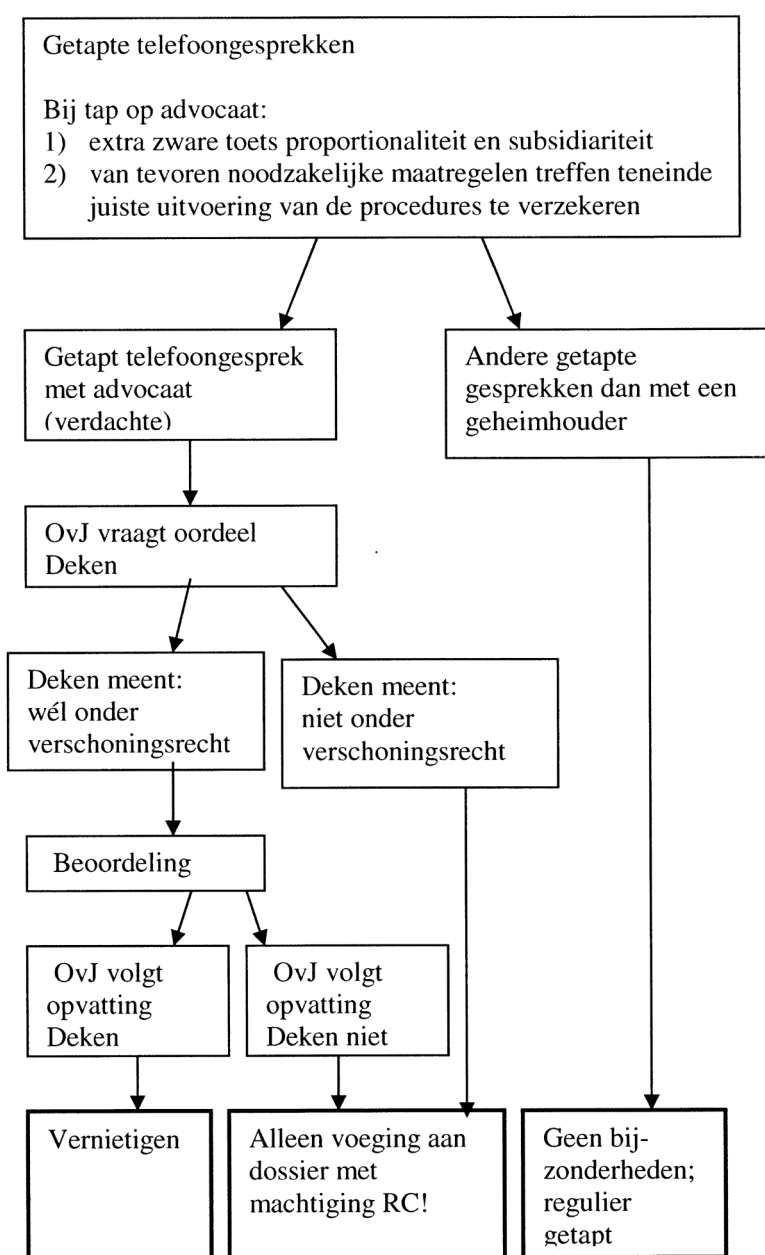 Getapte telefoongesprekken
Bij tap op advocaat:
1) extra zware toets proportionaliteit en subsidiariteit
2) van tevoren noodzakelijke maatregelen treffen teneinde
juiste uitvoering van de procedures te verzekeren
Getapt telefoongesprek
met advocaat
(verdachte)
Andere getapte
gesprekken dan met een
geheimhouder
OvJ vraagt oordeel
Deken
Deken meent:
wél onder
verschoningsrecht
Deken meent:
niet onder
verschoningsrecht
Beoordeling
OvJ volgt
opvatting
Deken
OvJ volgt
opvatting
Deken niet
Vernietigen
Alleen voeging aan
dossier met
machtiging RC!
Geen bij-
zonderheden;
regulier
getapt